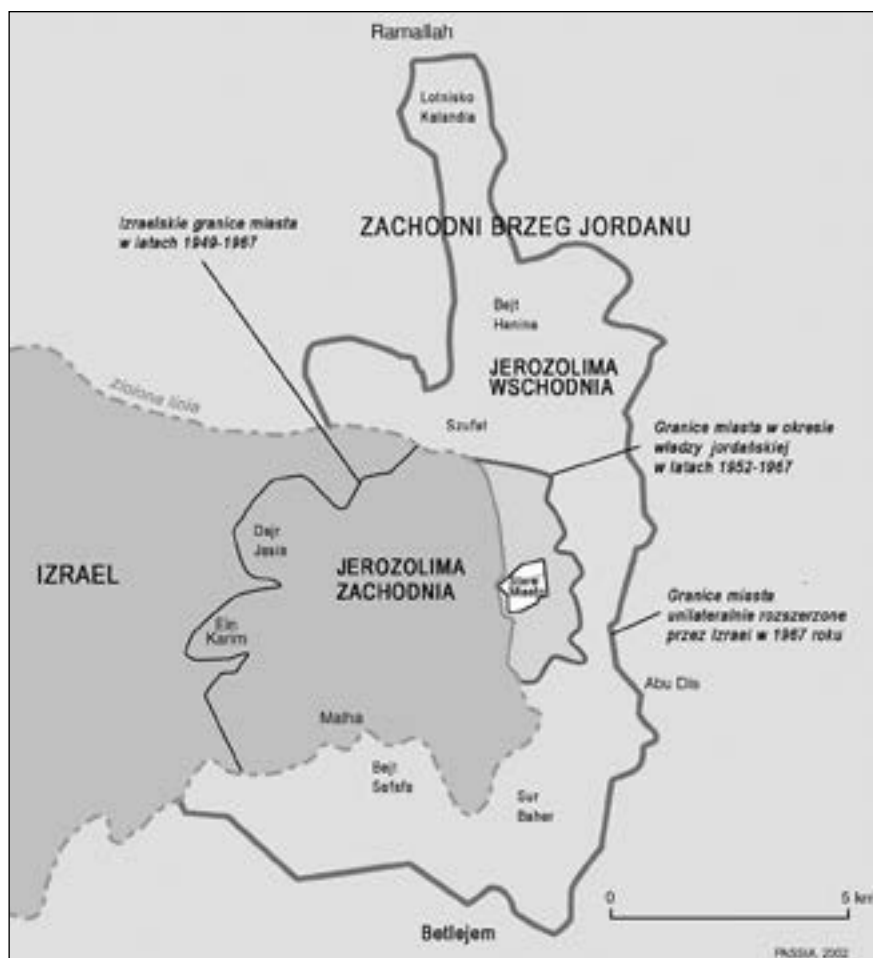 Ramallah
Lotnisko
Kalandia
Izraelskie granice miasta
w latach 1949-1967
ZACHODNI BRZEG JORDANU
Bejt
Hanina
JEROZOLIMA
WSCHODNIA
zielona linia
Szufat
Granice miasta w okresie
władzy jordańskiej
w latach 1952-1967
Dajr
Jasin
IZRAEL
JEROZOLIMA
ZACHODNIA
Stare
Miasto
Granice miasta
unilateralnie rozszerzone
przez Izrael w 1967 roku
Ein
Karim
Abu Dis
Malha
Bejt
Safafa
Sur
Baher
0 5 km
Betlejem
PASSIA, 2002